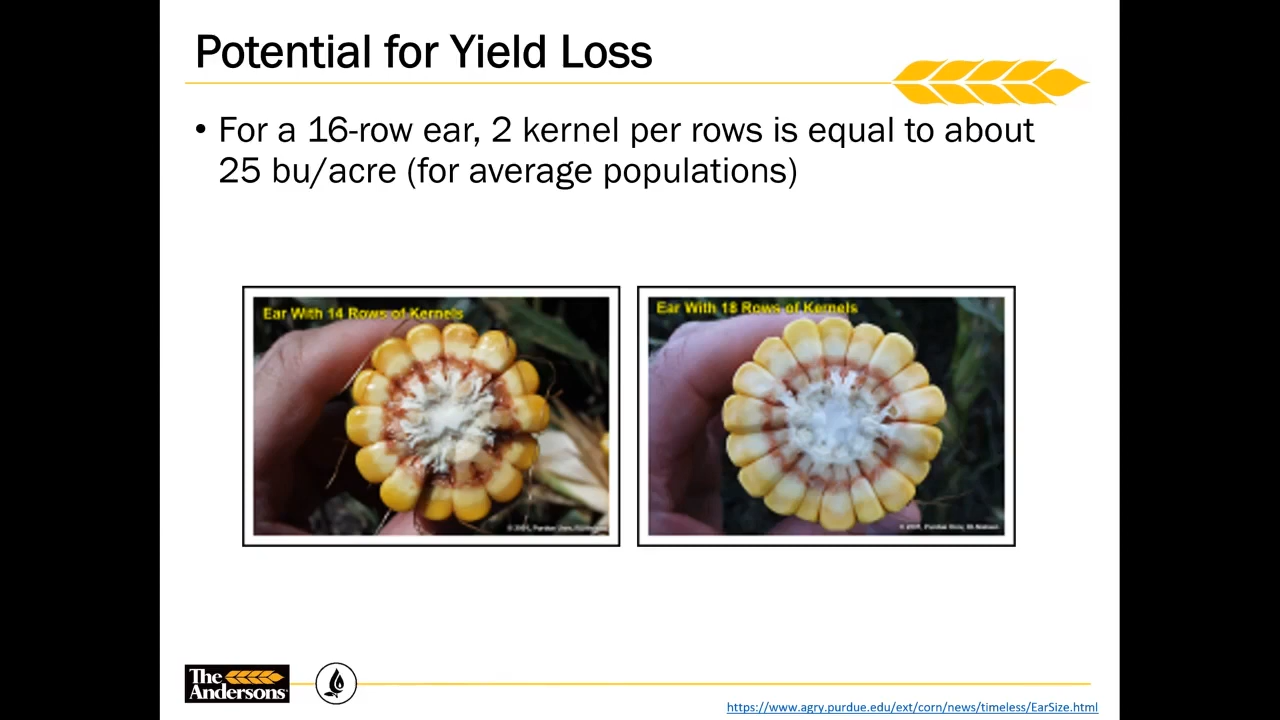 Potential for Yield Loss
• For a 16-row ear, 2 kernel per rows is equal to about
25 bu/acre (for average populations)
Ear With 14 Rows of Kernels
Ear With 18 Rows of Kernels
The
Andersons
https://www.agry.purdue.edu/ext/corn/news/timeless/EarSize.html